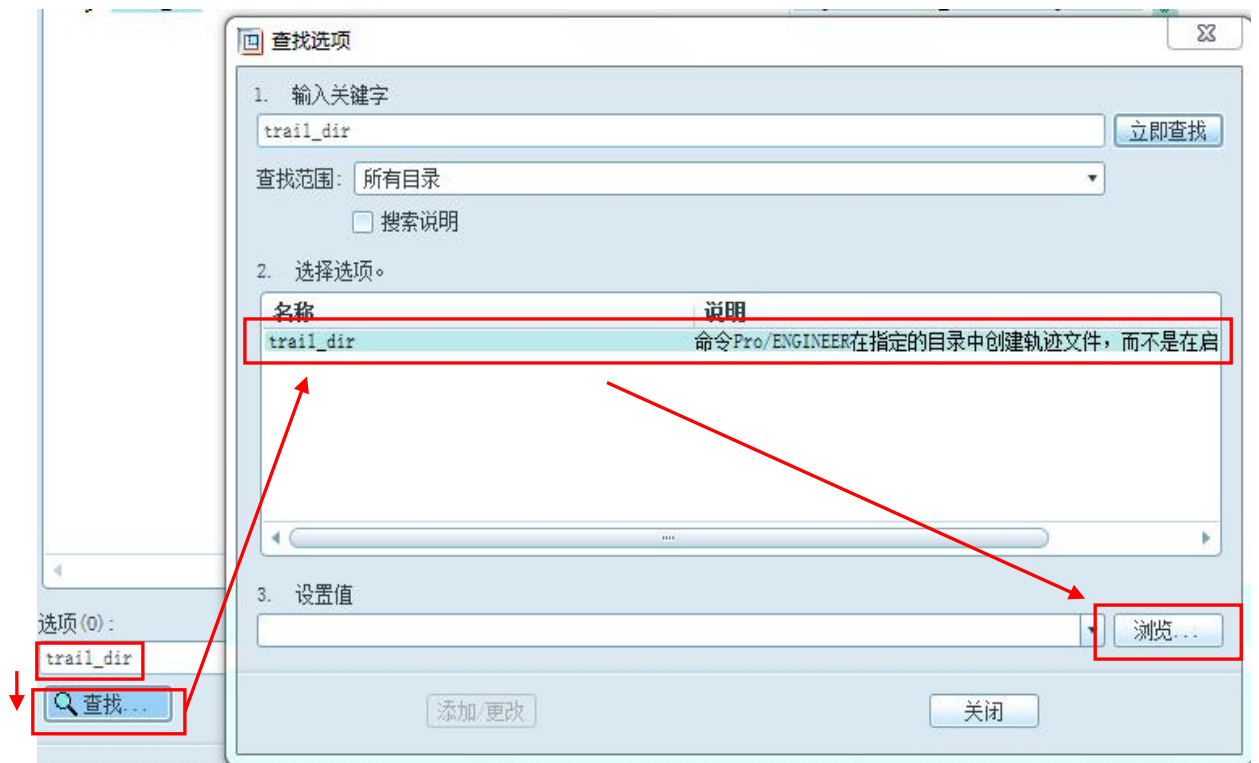 查找选项
1. 输入关键字
trail_dir
立即查找
查找范围: 所有目录
搜索说明
2. 选择选项。
名称 说明
trail_dir 命令Pro/ENGINEER在指定的目录中创建轨迹文件，而不是在启
3. 设置值
浏览...
选项(O):
trail_dir
查找...
添加/更改
关闭